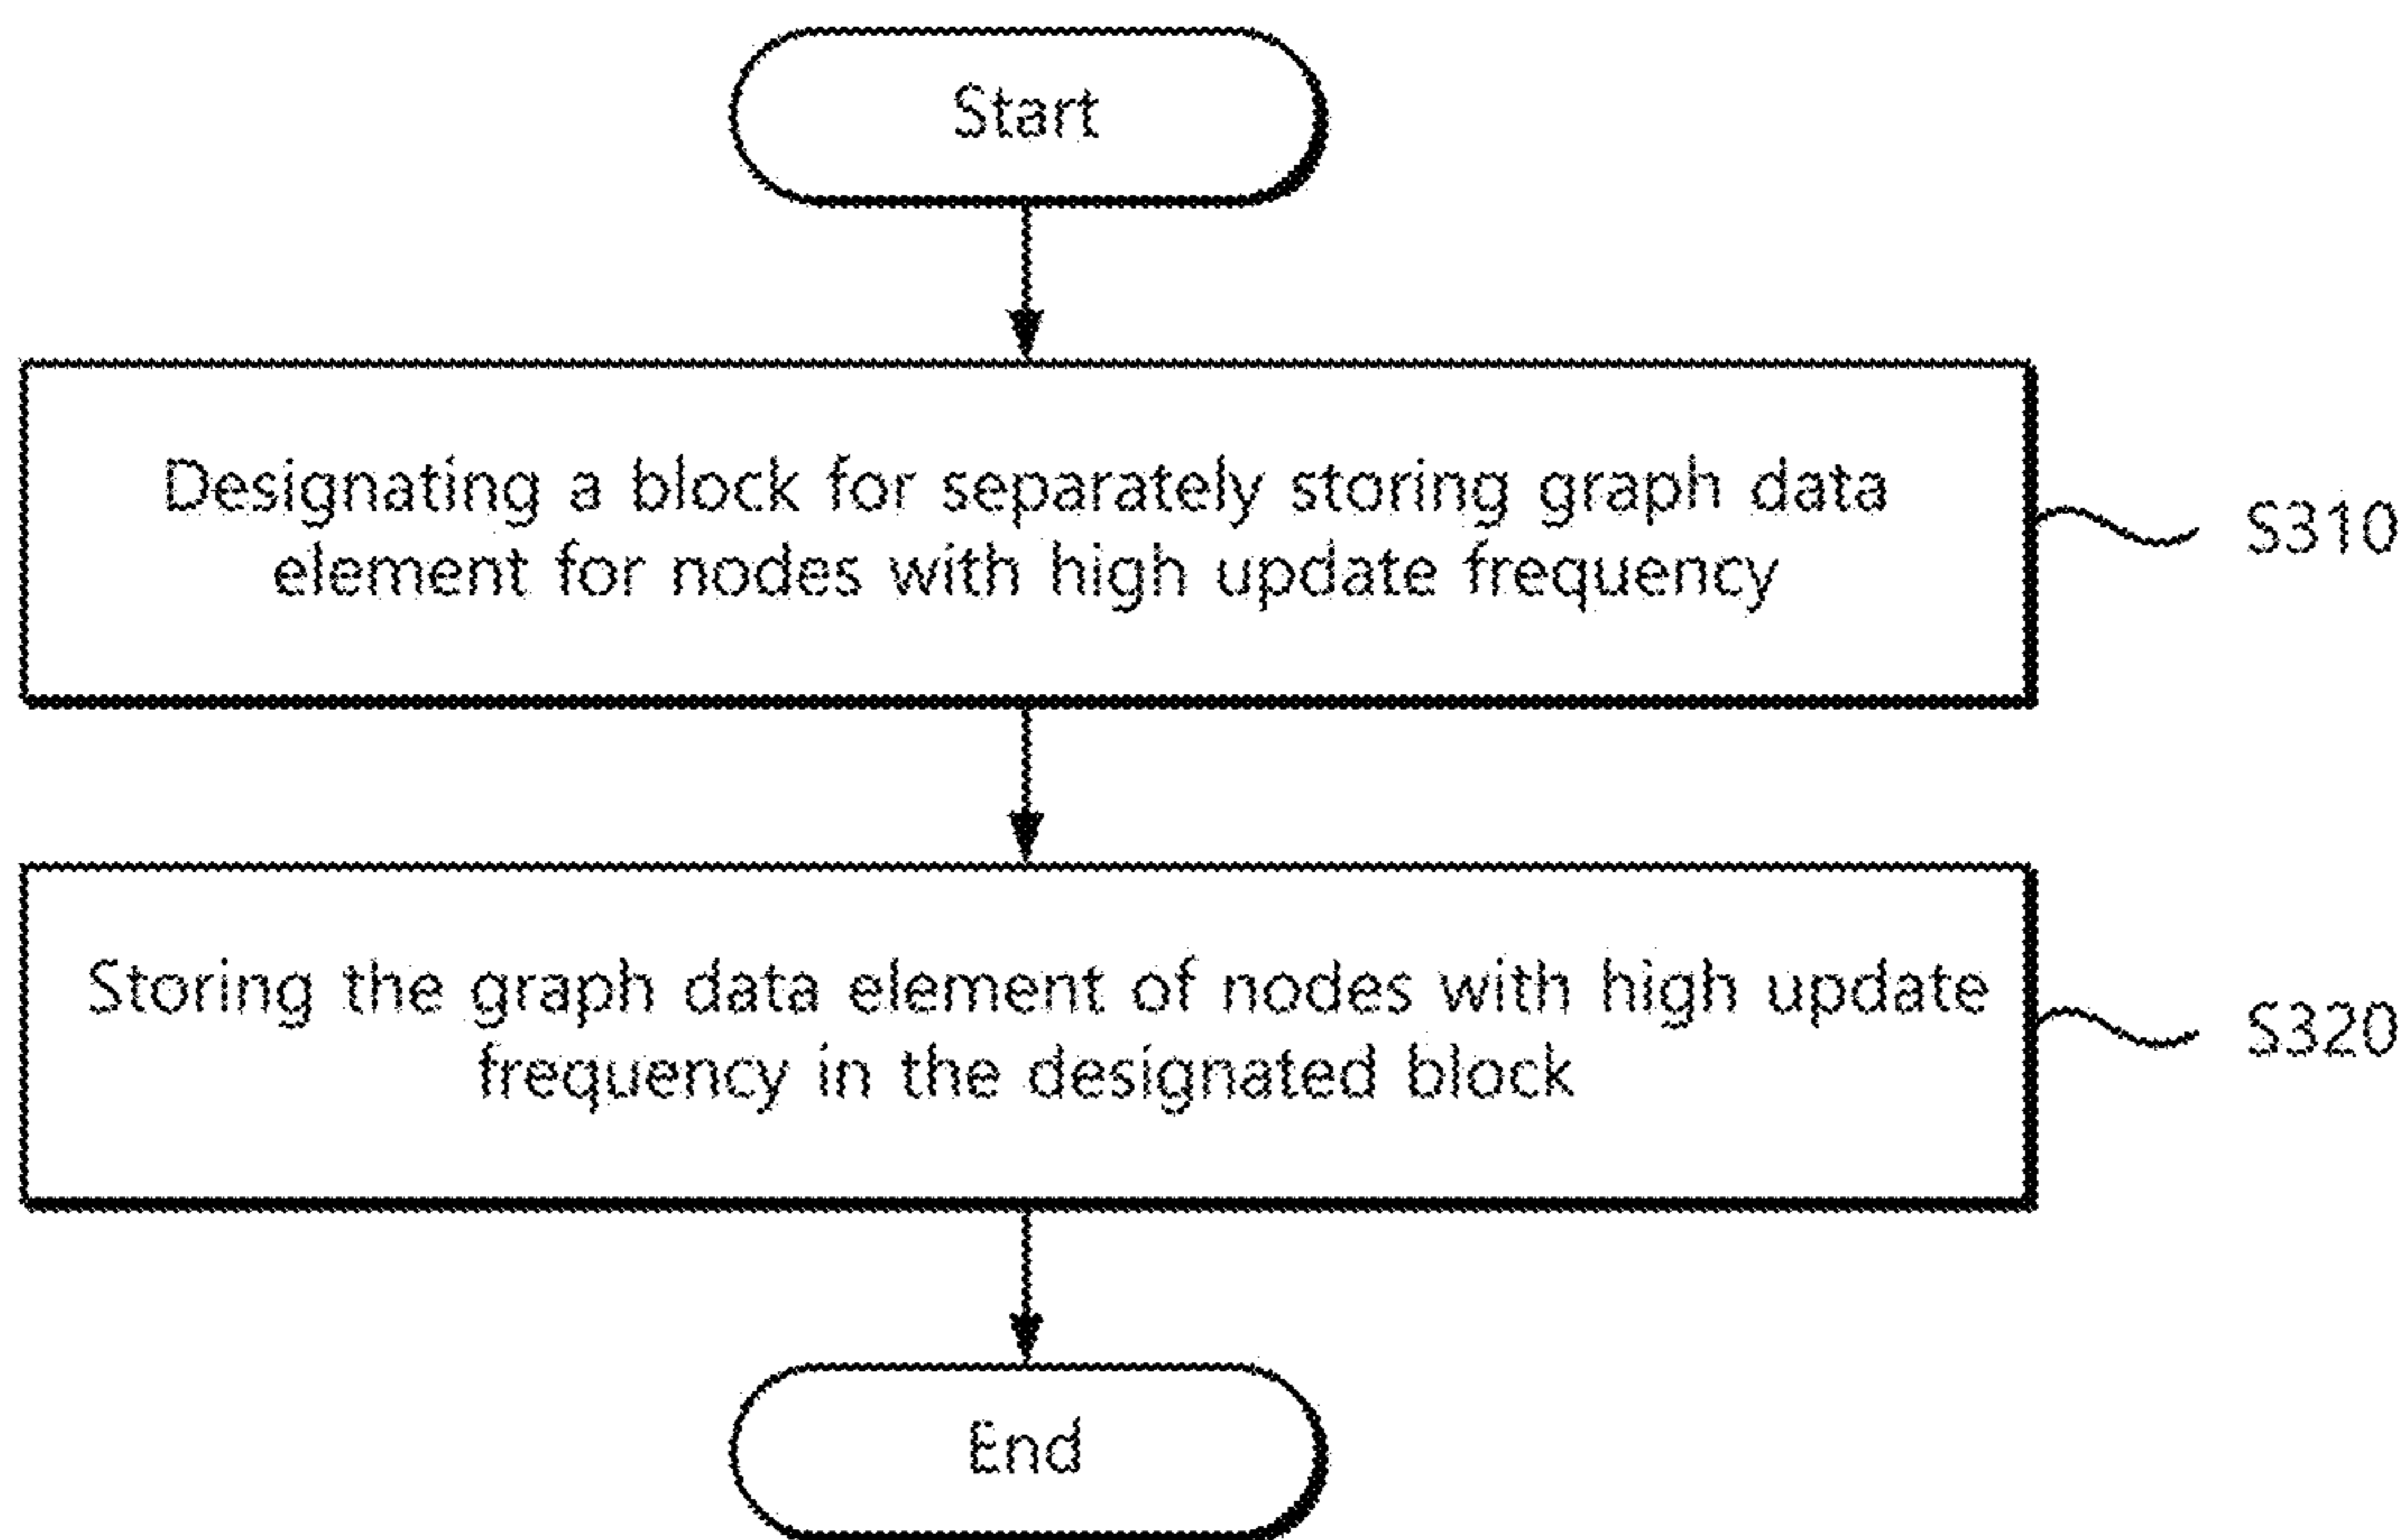 Start
Designating a block for separately storing graph data
element for nodes with high update frequency
S310
Storing the graph data element of nodes with high update
frequency in the designated block
S320
End